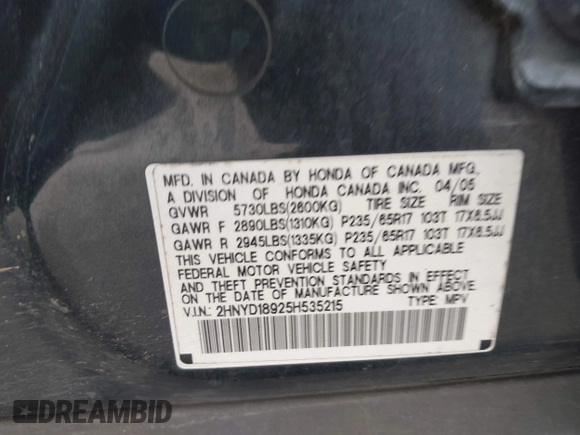 MFD. IN CANADA BY HONDA OF CANADA MFG.,
A DIVISION OF HONDA CANADA INC. 04/05
GVWR 5730LBS(2600KG) TIRE SIZE RIM SIZE
GAWR F 2890LBS(1310KG) P235/65R17 103T 17X6.5JJ
GAWR R 2945LBS(1335KG) P235/65R17 103T 17X6.5JJ
THIS VEHICLE CONFORMS TO ALL APPLICABLE
FEDERAL MOTOR VEHICLE SAFETY
AND THEFT PREVENTION STANDARDS IN EFFECT
ON THE DATE OF MANUFACTURE SHOWN ABOVE.
V.I.N.: 2HNYD18925H535215 TYPE: MPV
DREAMBID